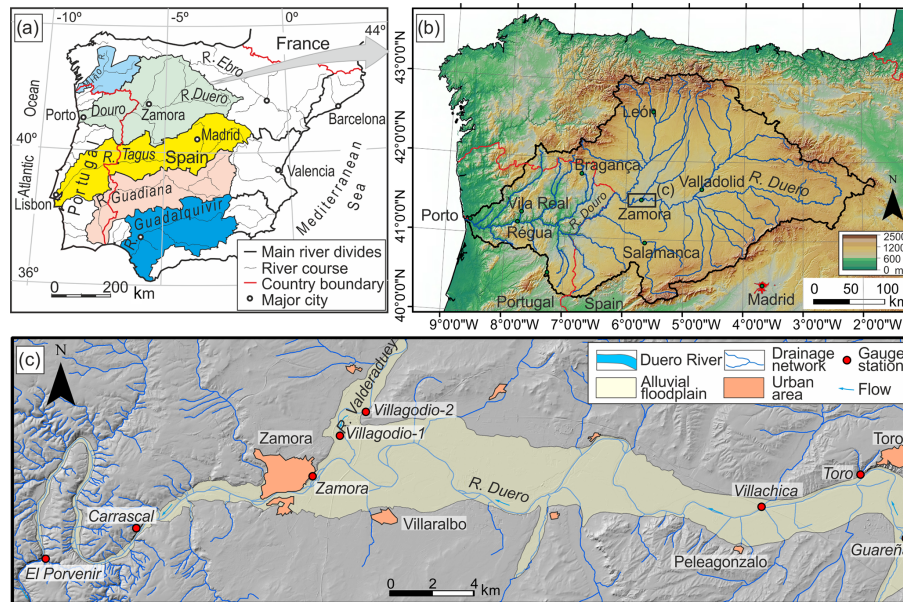 (a)
-10°
-5°
0°
44°
France
R. Ebro
Miño R.
Ocean
Porto
Douro
R. Duero
Zamora
Barcelona
40°
Madrid
R. Tagus
Spain
Portugal
Atlantic
Valencia
Lisbon
R. Guadiana
Mediterranean
Sea
R. Guadalquivir
36°
0 200
km
Main river divides
River course
Country boundary
Major city
(b)
43°0'0"N
42°0'0"N
41°0'0"N
40°0'0"N
León
Bragança
(c)
Valladolid
R. Duero
Vila Real
R. Douro
Porto
Zamora
Régua
Salamanca
N
2500
1200
600
0 m
Portugal
Spain
Madrid
0 50 100
km
9°0'0"W
8°0'0"W
7°0'0"W
6°0'0"W
5°0'0"W
4°0'0"W
3°0'0"W
(c)
N
Duero River
Drainage
network
Gauge
station
Alluvial
floodplain
Urban
area
Flow
R. Valderaduey
Villagodio-2
Villagodio-1
Zamora
Zamora
R. Duero
Toro
Toro
Villachica
Carrascal
Villaralbo
Peleagonzalo
El Porvenir
0 2 4
km